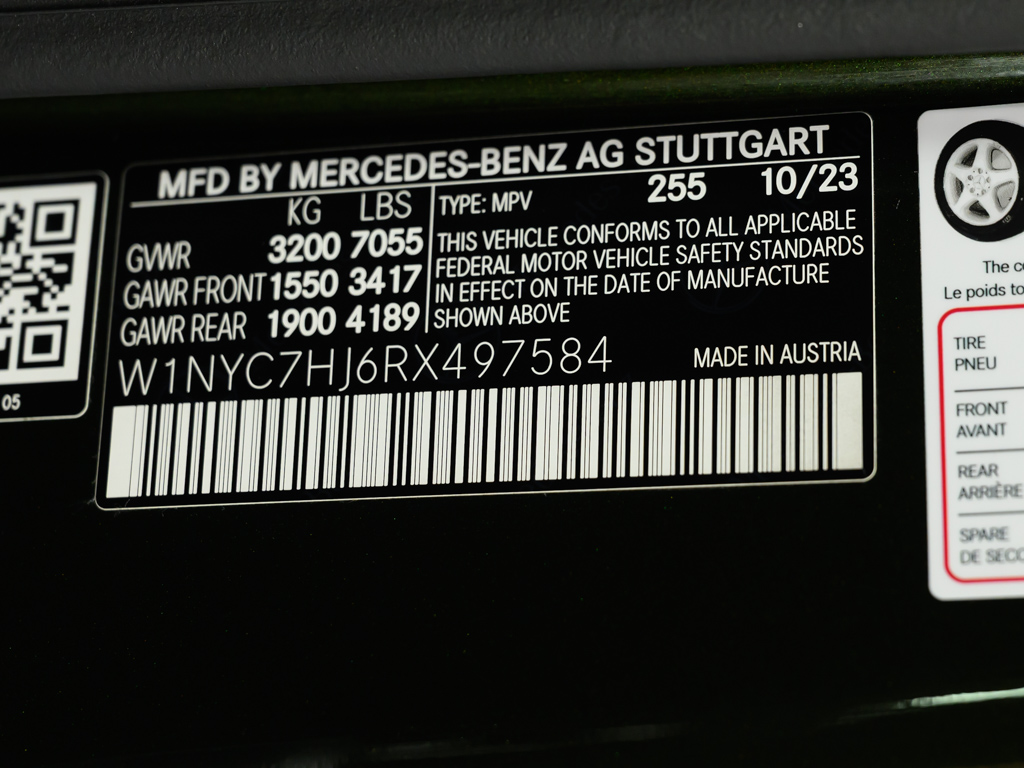 MFD BY MERCEDES-BENZ AG STUTTGART
KG LBS
GVWR 3200 7055
GAWR FRONT 1550 3417
GAWR REAR 1900 4189
TYPE: MPV 255 10/23
THIS VEHICLE CONFORMS TO ALL APPLICABLE
FEDERAL MOTOR VEHICLE SAFETY STANDARDS
IN EFFECT ON THE DATE OF MANUFACTURE
SHOWN ABOVE
W1NYC7HJ6RX497584
MADE IN AUSTRIA
05
The
Le poids
TIRE
PNEU
FRONT
AVANT
REAR
ARRIÈRE
SPARE
DE